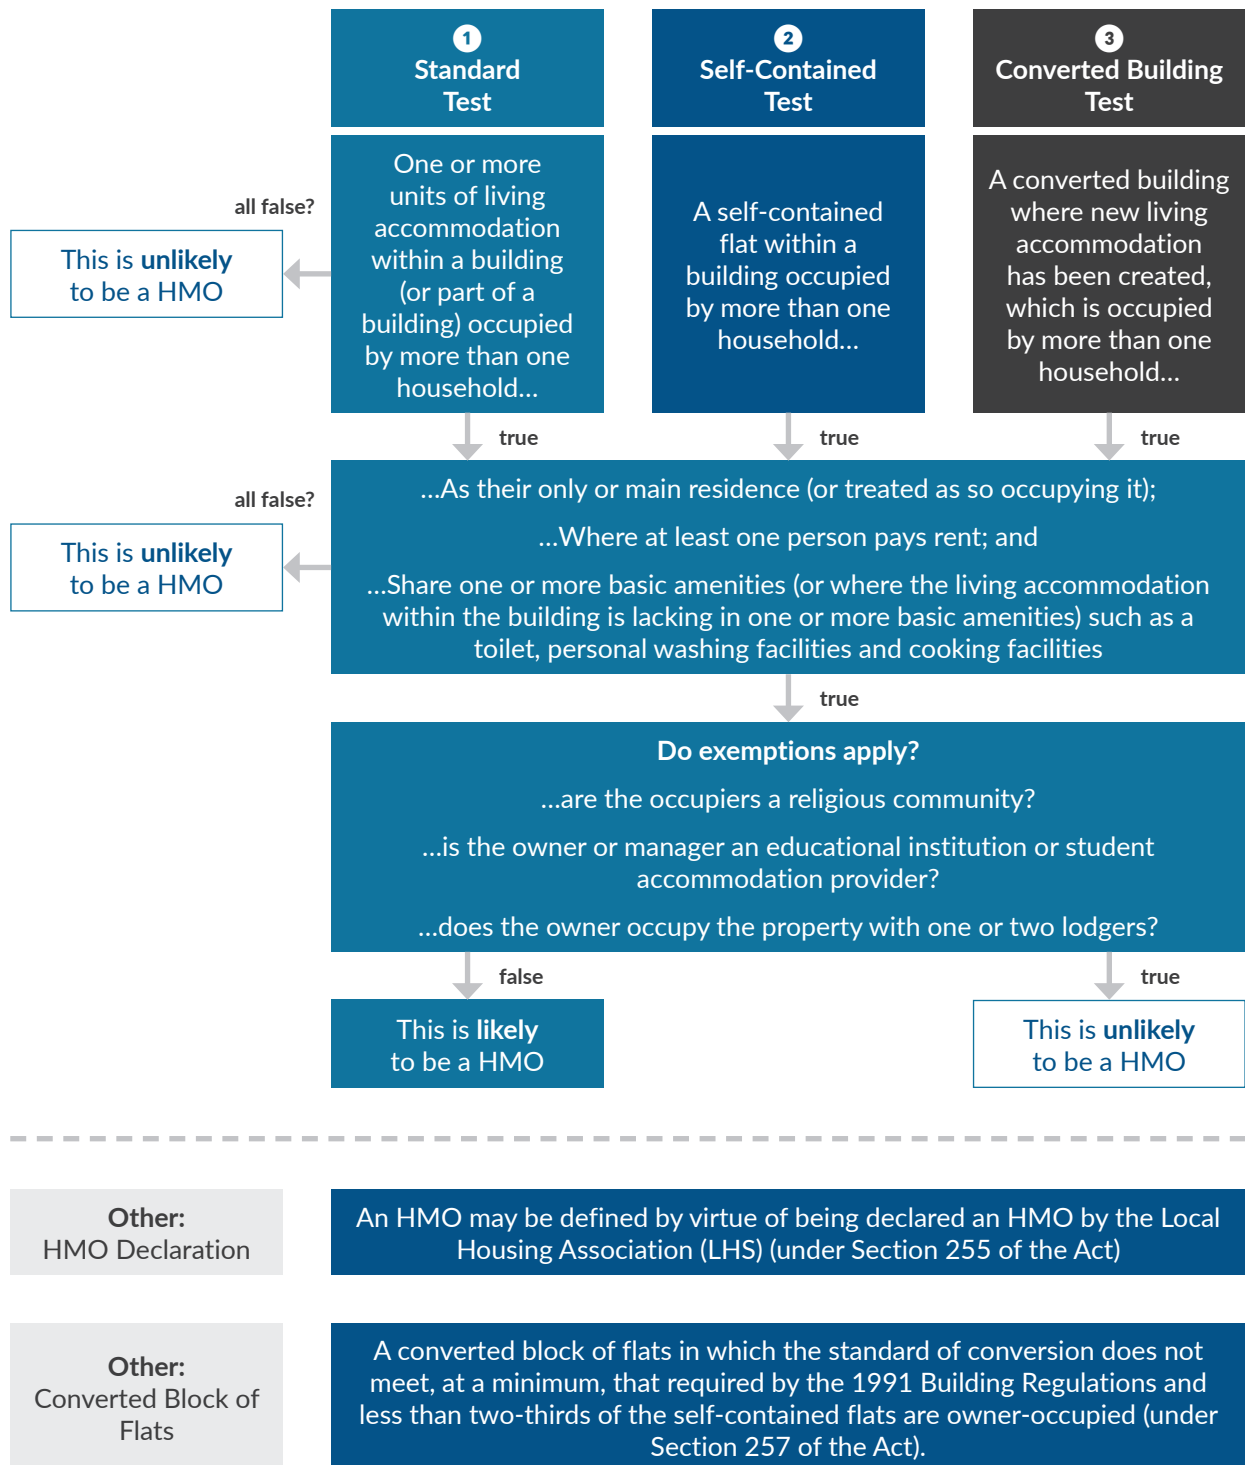 1
Standard
Test
2
Self-Contained
Test
3
Converted Building
Test
One or more
units of living
accommodation
within a building
(or part of a
building) occupied
by more than one
household...
A self-contained
flat within a
building occupied
by more than one
household...
A converted building
where new living
accommodation
has been created,
which is occupied
by more than one
household...
all false?
This is unlikely
to be a HMO
true
true
true
all false?
This is unlikely
to be a HMO
...As their only or main residence (or treated as so occupying it);
...Where at least one person pays rent; and
...Share one or more basic amenities (or where the living accommodation
within the building is lacking in one or more basic amenities) such as a
toilet, personal washing facilities and cooking facilities
true
Do exemptions apply?
...are the occupiers a religious community?
...is the owner or manager an educational institution or student
accommodation provider?
...does the owner occupy the property with one or two lodgers?
false
true
This is likely
to be a HMO
This is unlikely
to be a HMO
Other:
HMO Declaration
An HMO may be defined by virtue of being declared an HMO by the Local
Housing Association (LHS) (under Section 255 of the Act)
Other:
Converted Block of
Flats
A converted block of flats in which the standard of conversion does not
meet, at a minimum, that required by the 1991 Building Regulations and
less than two-thirds of the self-contained flats are owner-occupied (under
Section 257 of the Act).